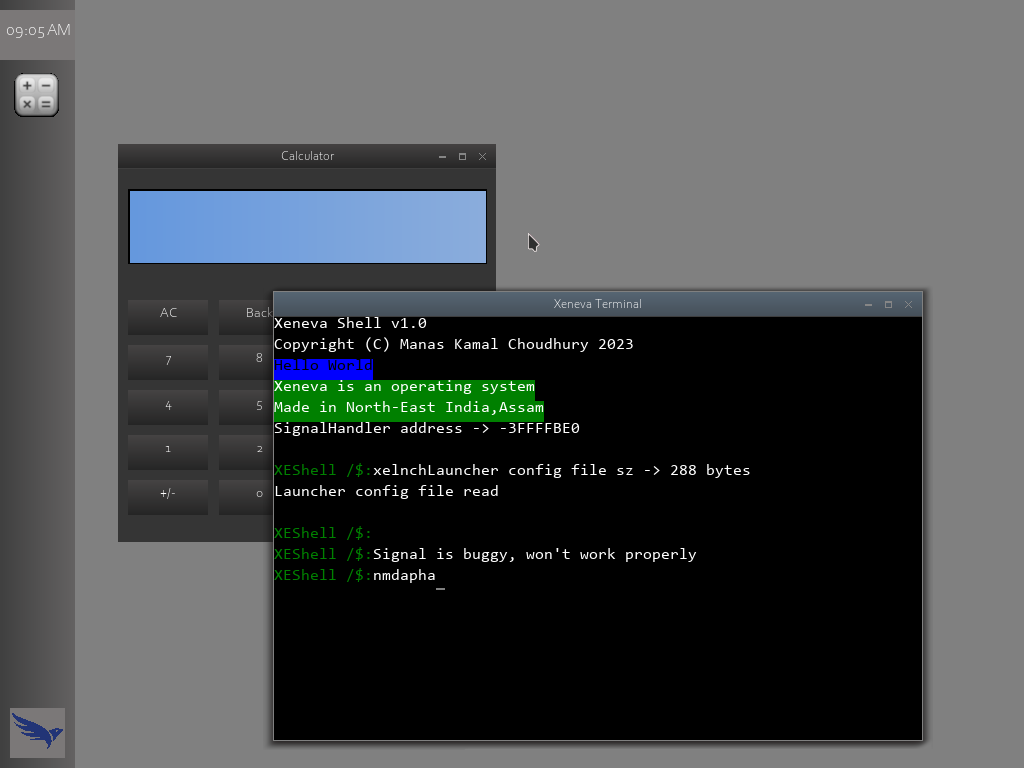 09:05 AM
Calculator
AC
Back
7
8
4
5
1
2
+/-
0
Xeneva Terminal
Xeneva Shell v1.0
Copyright (C) Manas Kamal Choudhury 2023
Hello World
Xeneva is an operating system
Made in North-East India,Assam
SignalHandler address -> -3FFFFBE0
XEShell /$:xelnchLauncher config file sz -> 288 bytes
Launcher config file read
XEShell /$:
XEShell /$:Signal is buggy, won't work properly
XEShell /$:nmdapha_